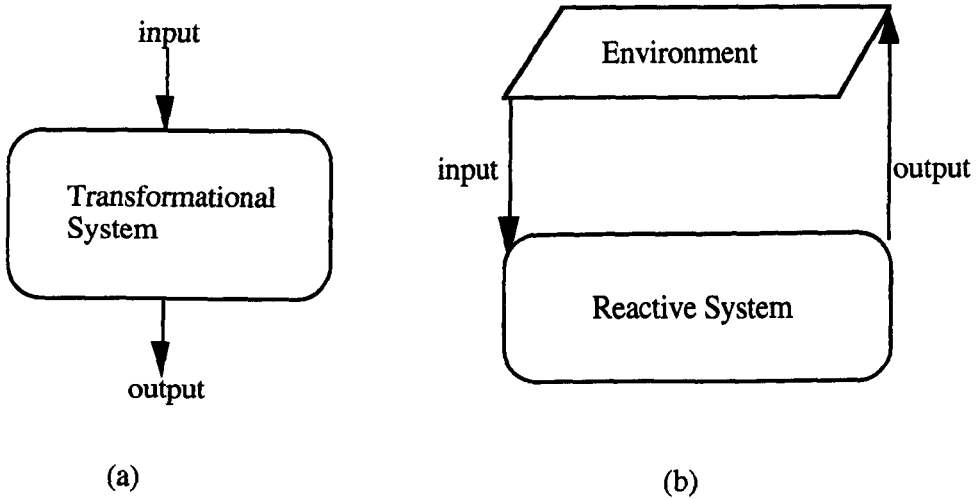 input
Transformational
System
output
(a)
Environment
input
output
Reactive System
(b)